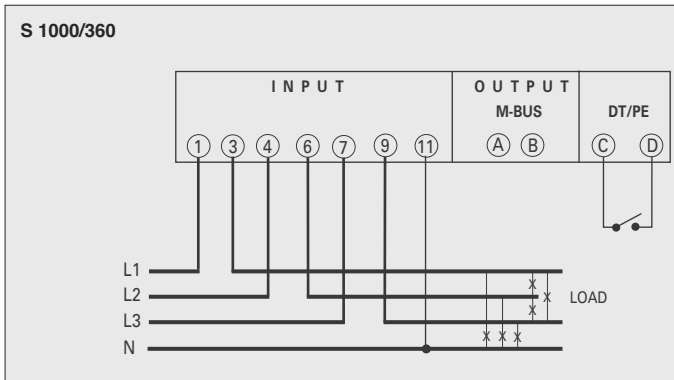 S 1000/360
INPUT OUTPUT
M-BUS DT/PE
1 3 4 6 7 9 11 A B C D
L1
L2 LOAD
L3
N